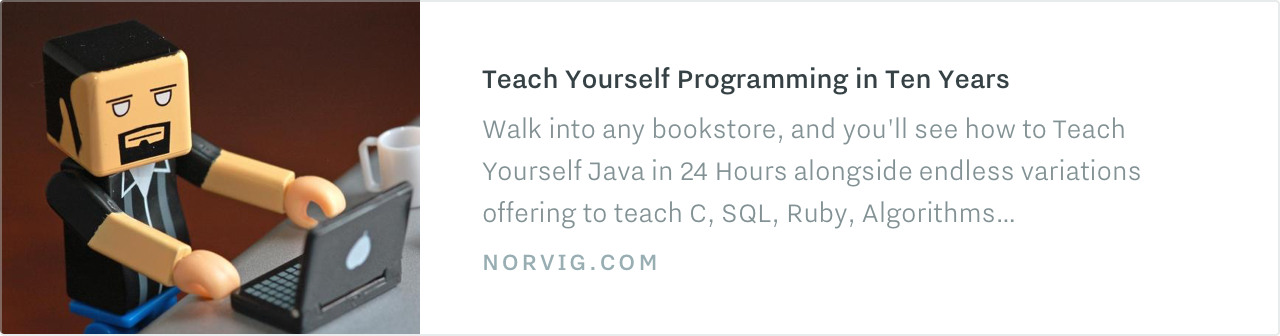 Teach Yourself Programming in Ten Years
Walk into any bookstore, and you'll see how to Teach
Yourself Java in 24 Hours alongside endless variations
offering to teach C, SQL, Ruby, Algorithms...
NORVIG.COM